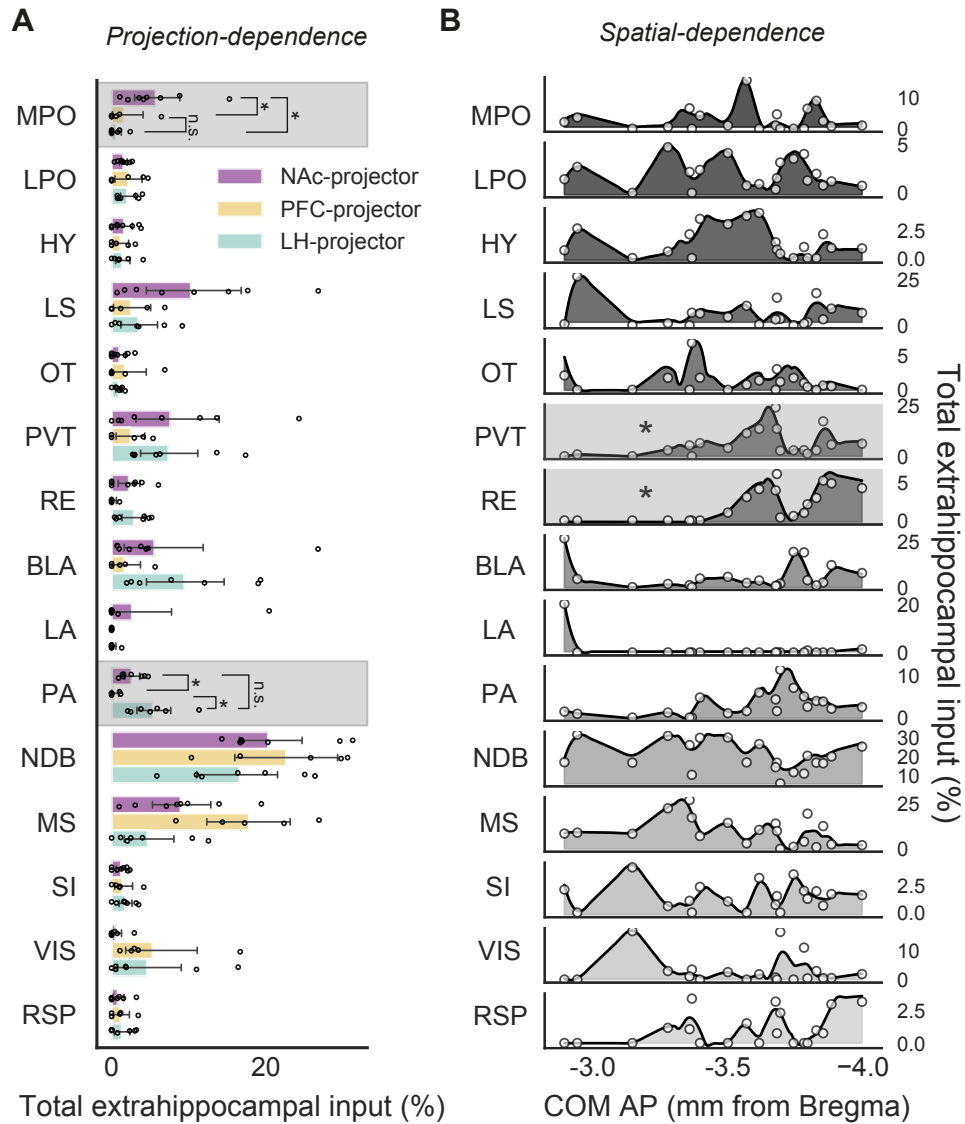 A
Projection-dependence
MPO
n.s.
*
*
LPO
NAc-projector
PFC-projector
LH-projector
HY
LS
OT
PVT
RE
BLA
LA
PA
*
*
n.s.
NDB
MS
SI
VIS
RSP
0
20
Total extrahippocampal input (%)
B
Spatial-dependence
MPO
10
0
LPO
5
0
HY
2.5
0.0
LS
25
0
OT
5
0
PVT
*
25
0
RE
*
5
0
BLA
25
0
LA
20
0
PA
10
0
NDB
30
20
10
MS
25
0
SI
2.5
0.0
VIS
10
0
RSP
2.5
0.0
-3.0
-3.5
−4.0
COM AP (mm from Bregma)
Total extrahippocampal input (%)